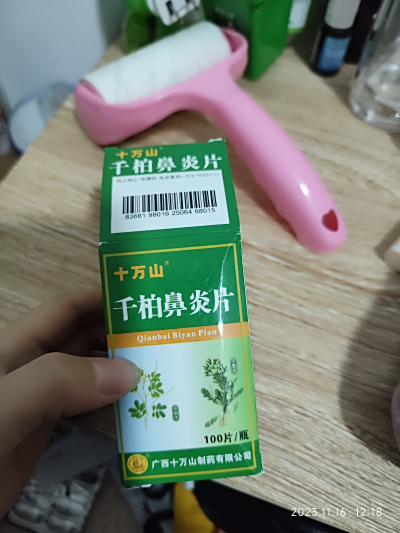 十万山®
千柏鼻炎片
83661 98016 25064 68015
十万山®
千柏鼻炎片
Qianbai Biyan Pian
100片/瓶
广西十万山制药有限公司
2023.11.16 12:18